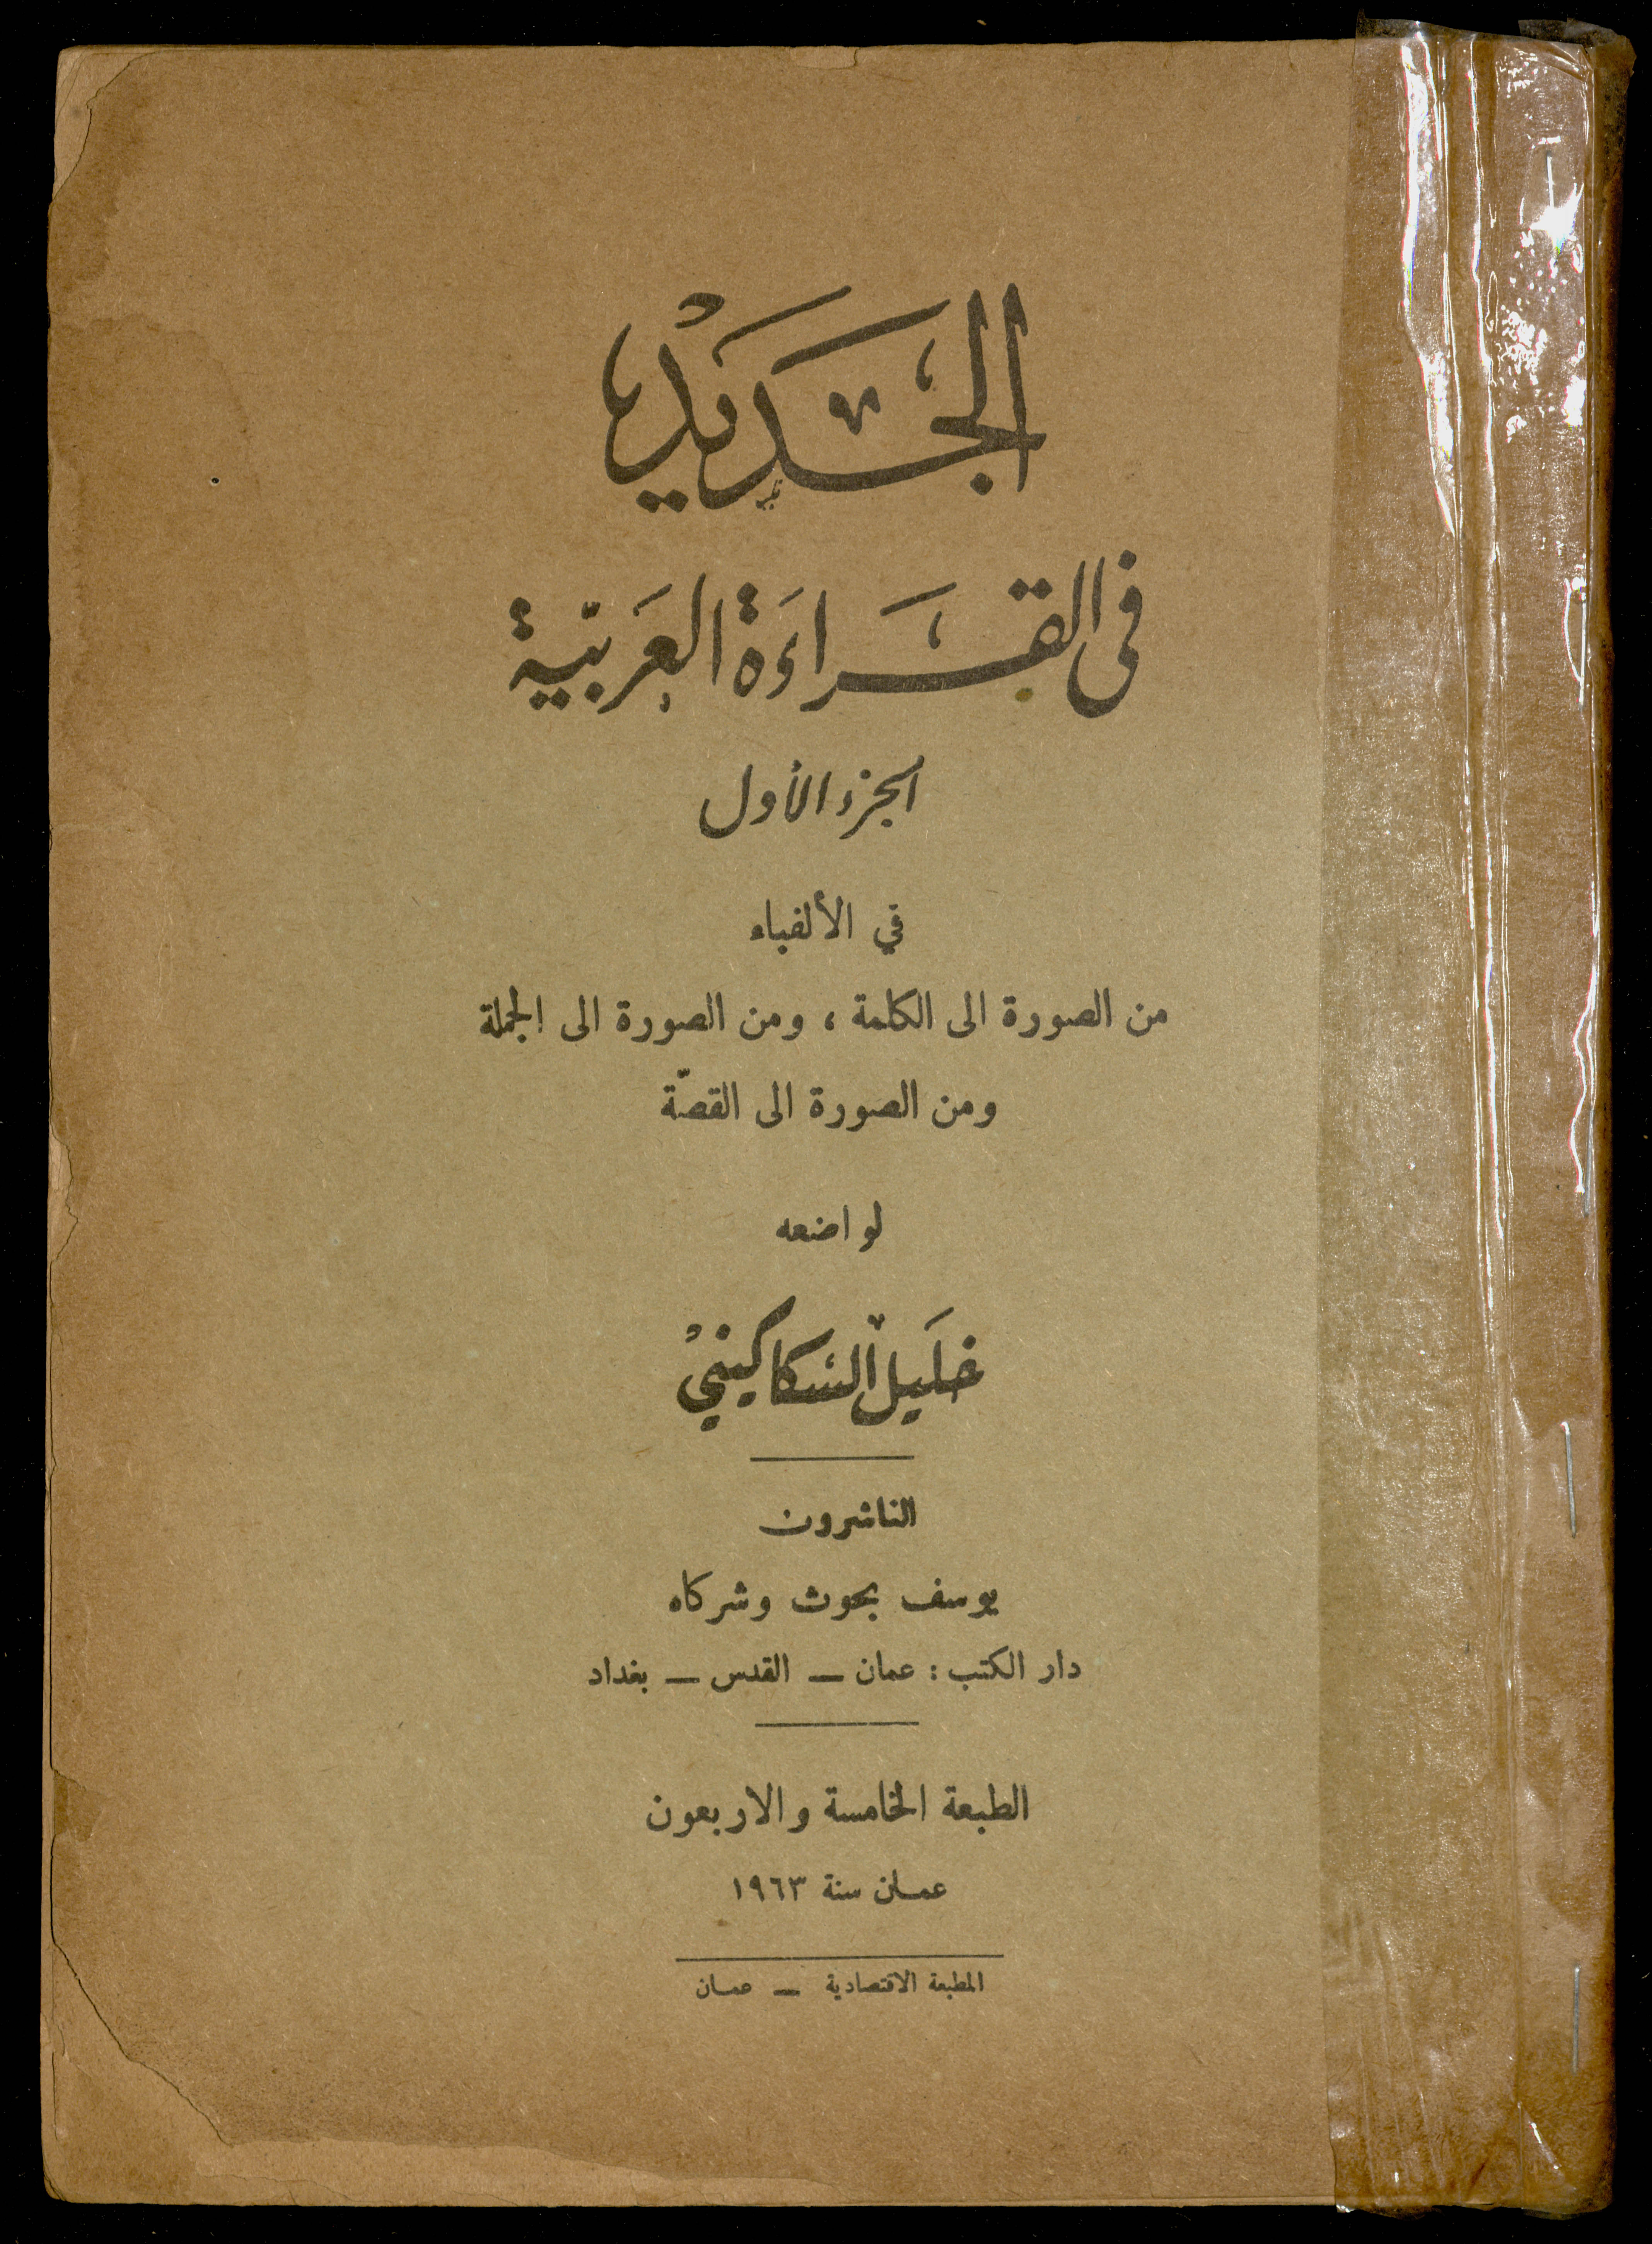 الجديد
في القراءة العربية
الجزء الأول
في الألفباء
من الصورة الى الكلمة ، ومن الصورة الى الجملة
ومن الصورة الى القصّة
لواضعه
خليل السكاكيني
الناشرون
يوسف بحوث وشركاه
دار الكتب : عمان – القدس – بغداد
الطبعة الخامسة والاربعون
عمان سنة ١٩٦٣
المطبعة الاقتصادية – عمان